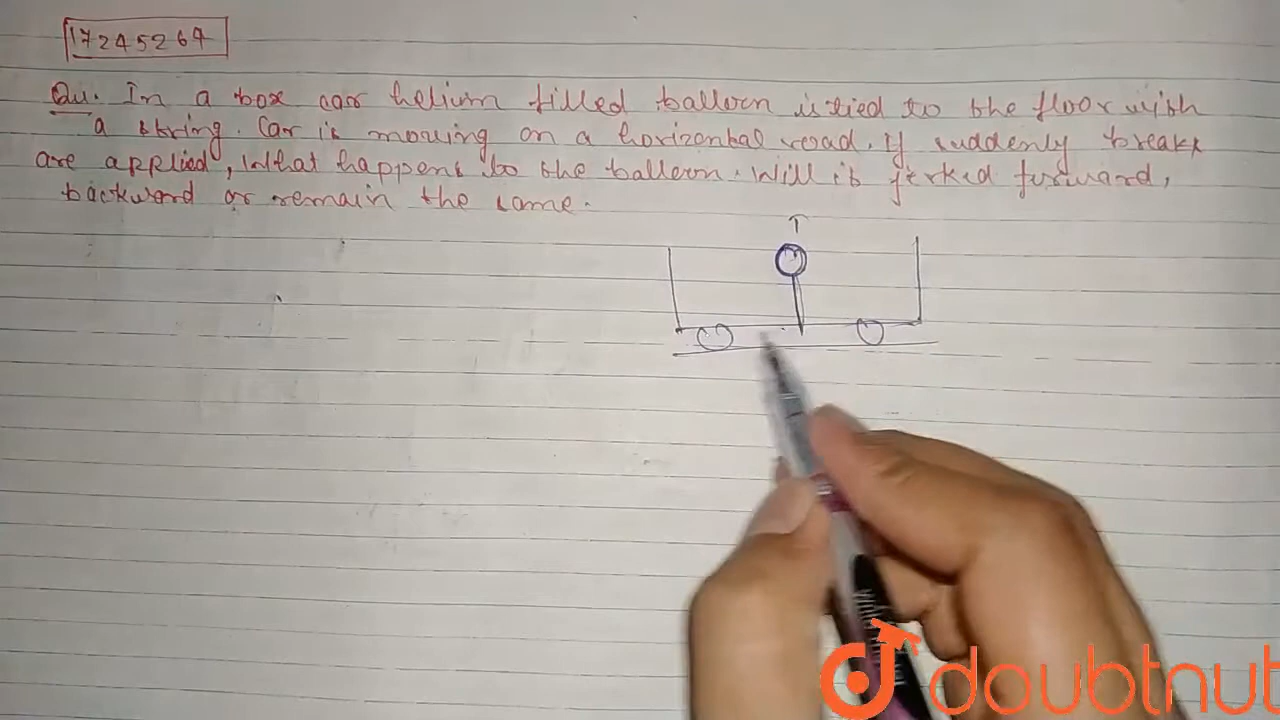 17245264
Qu. In a box car helium filled balloon is tied to the floor with
a string. Car is moving on a horizontal road. If suddenly breaks
are applied, What happens to the balloon. Will it jerked forward,
backward or remain the same.
doubtnut